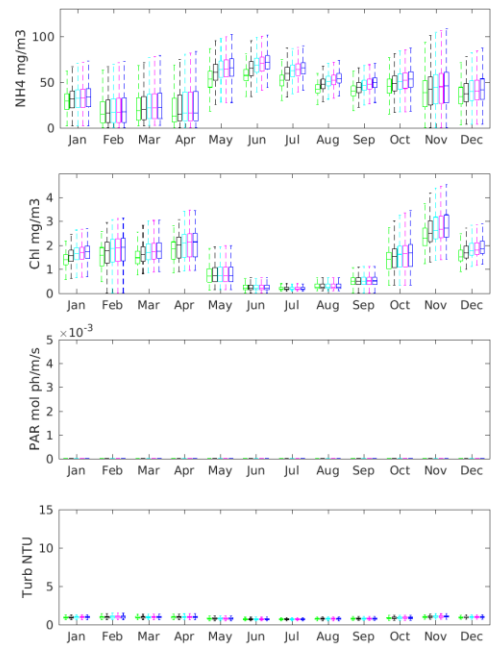 NH4 mg/m3
100
50
0
Jan Feb Mar Apr May Jun Jul Aug Sep Oct Nov Dec
Chl mg/m3
4
3
2
1
0
Jan Feb Mar Apr May Jun Jul Aug Sep Oct Nov Dec
×10⁻³
PAR mol ph/m/s
5
4
3
2
1
0
Jan Feb Mar Apr May Jun Jul Aug Sep Oct Nov Dec
Turb NTU
15
10
5
0
Jan Feb Mar Apr May Jun Jul Aug Sep Oct Nov Dec